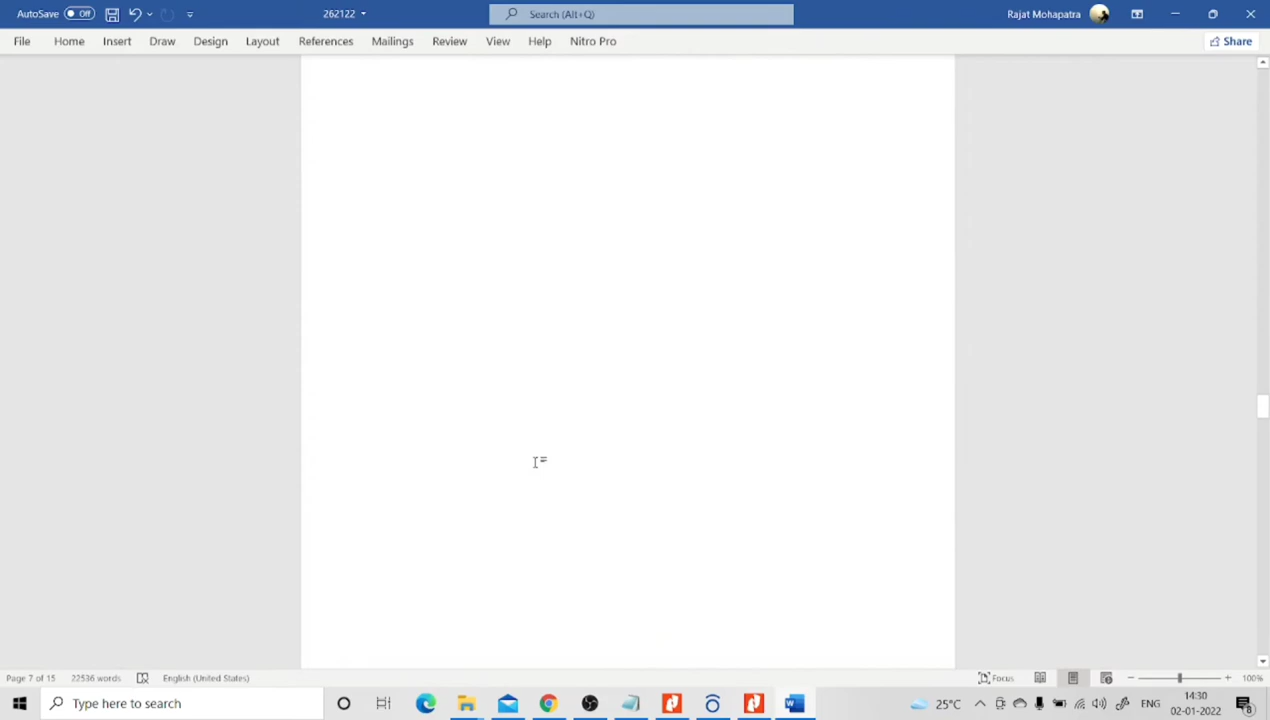 AutoSave Off 262122 Search (Alt+Q) Rajat Mohapatra
File Home Insert Draw Design Layout References Mailings Review View Help Nitro Pro Share
Page 7 of 15 22536 words English (United States) Focus 100%
Type here to search 25°C ENG 14:30
02-01-2022 8